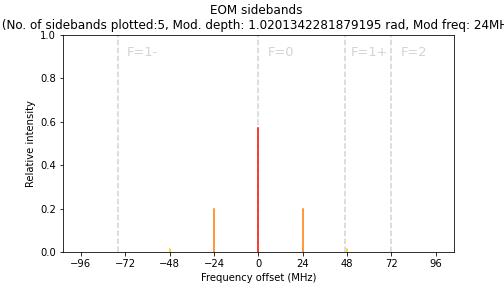 EOM sidebands
(No. of sidebands plotted:5, Mod. depth: 1.0201342281879195 rad, Mod freq: 24MH
F=1- F=0 F=1+ F=2
1.0
0.8
0.6
0.4
0.2
0.0
Relative intensity
−96 −72 −48 −24 0 24 48 72 96
Frequency offset (MHz)